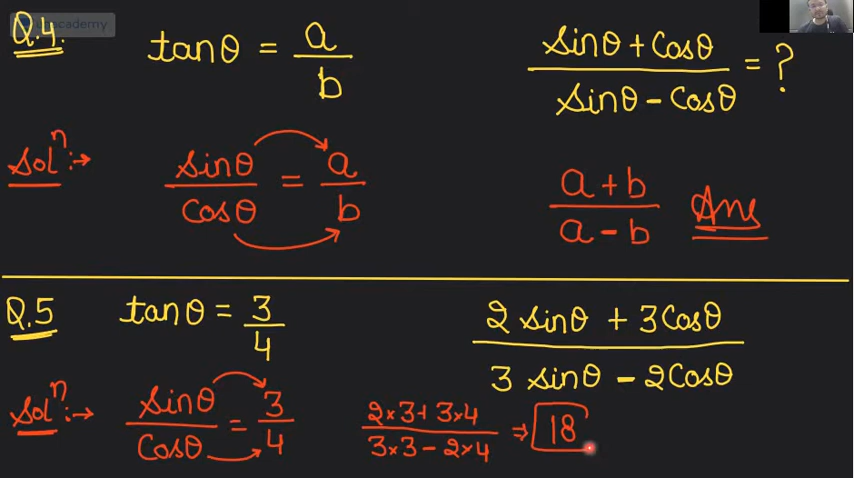 unacademy
Q.4. tanθ = a/b (sinθ + cosθ)/(sinθ - cosθ) = ?
Solⁿ:→ sinθ/cosθ = a/b (a + b)/(a - b) Ans
Q.5 tanθ = 3/4 (2 sinθ + 3cosθ)/(3 sinθ - 2cosθ)
Solⁿ:→ sinθ/cosθ = 3/4 (2×3 + 3×4)/(3×3 - 2×4) ⇒ 18